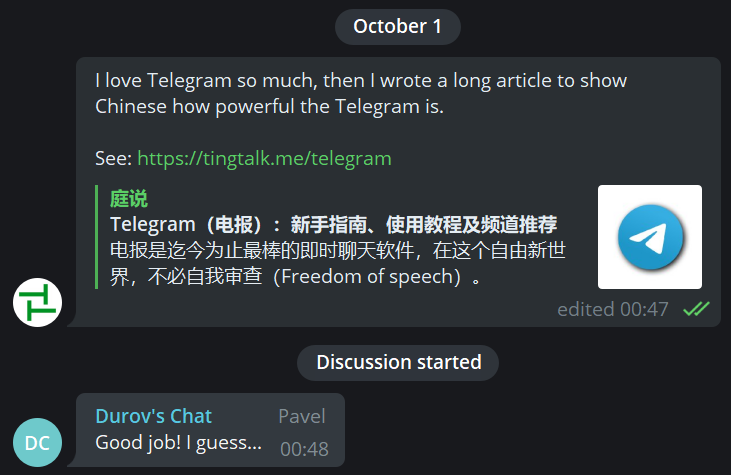 October 1
I love Telegram so much, then I wrote a long article to show
Chinese how powerful the Telegram is.
See: https://tingtalk.me/telegram
庭说
Telegram（电报）：新手指南、使用教程及频道推荐
电报是迄今为止最棒的即时聊天软件，在这个自由新世
界，不必自我审查（Freedom of speech）。
edited 00:47
Discussion started
DC
Durov's Chat Pavel
Good job! I guess... 00:48